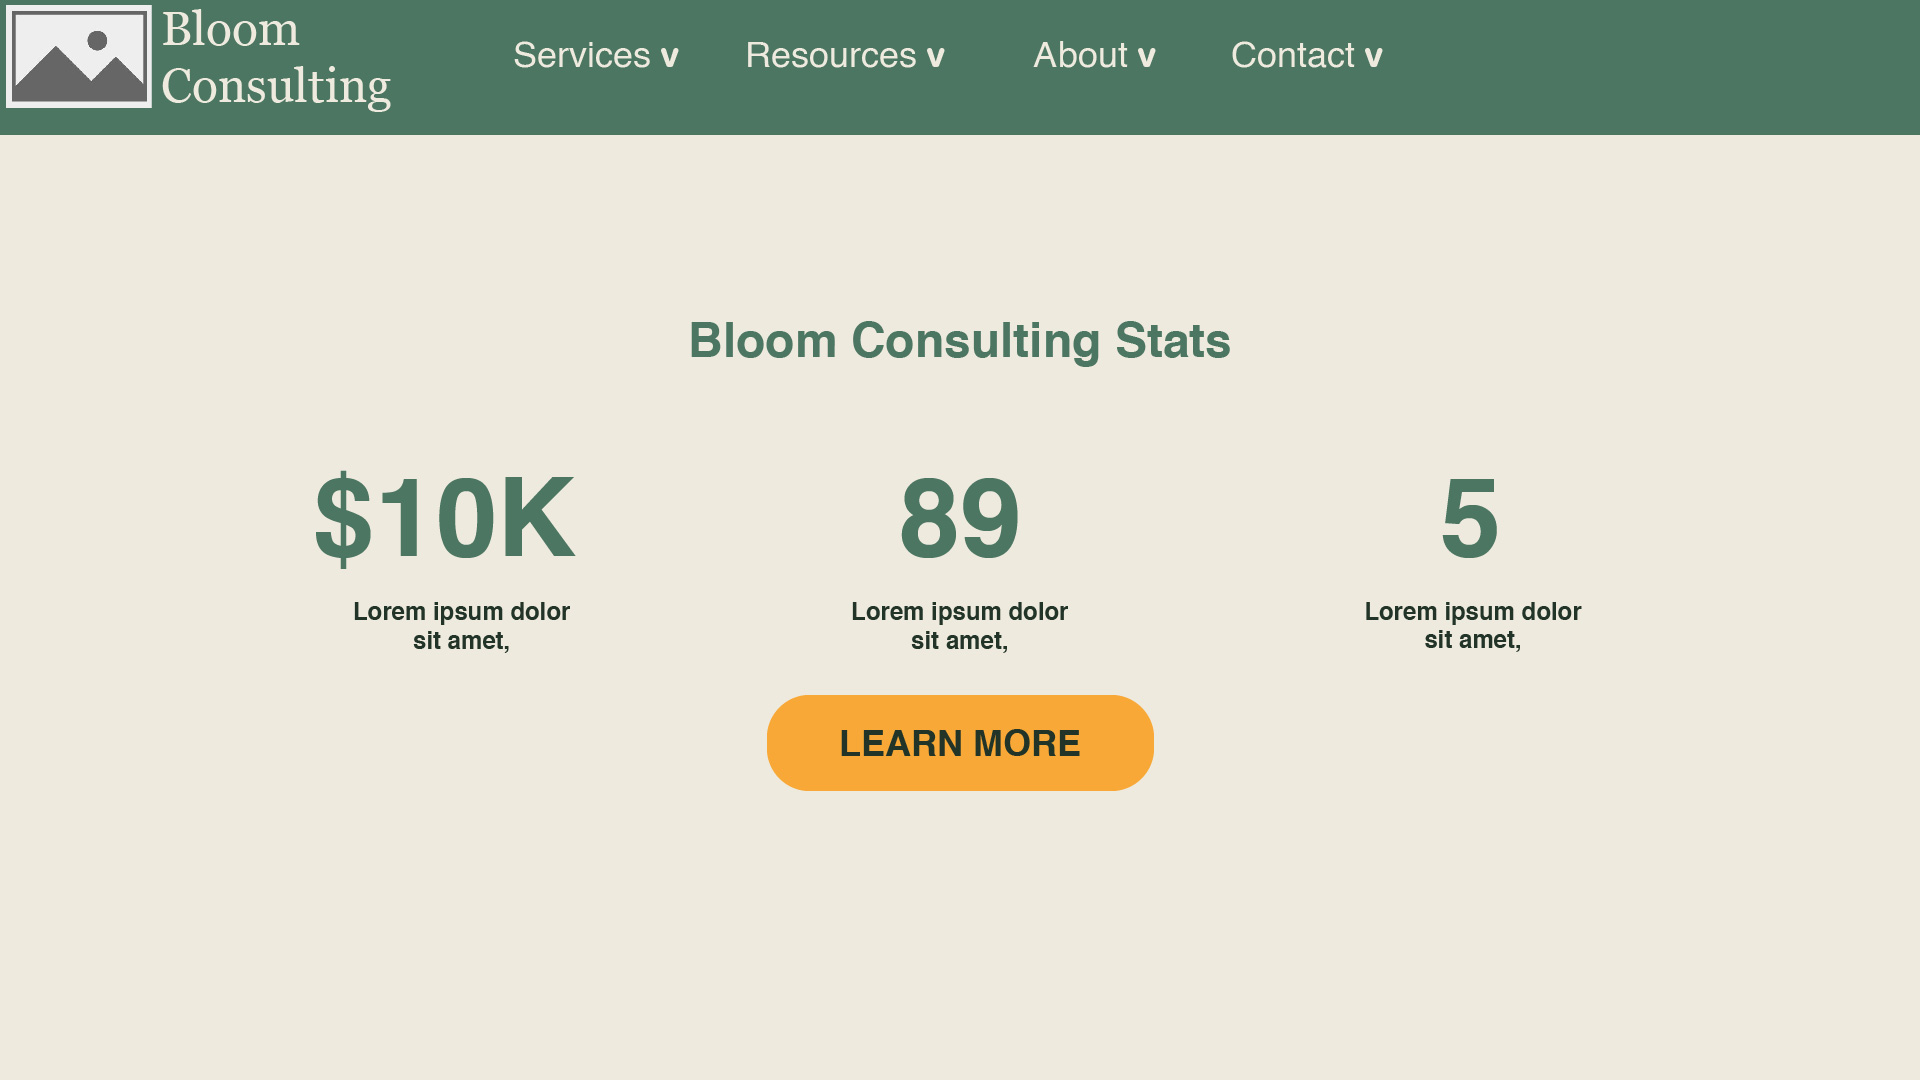 Bloom
Consulting
Services v
Resources v
About v
Contact v
Bloom Consulting Stats
$10K
89
5
Lorem ipsum dolor
sit amet,
Lorem ipsum dolor
sit amet,
Lorem ipsum dolor
sit amet,
LEARN MORE